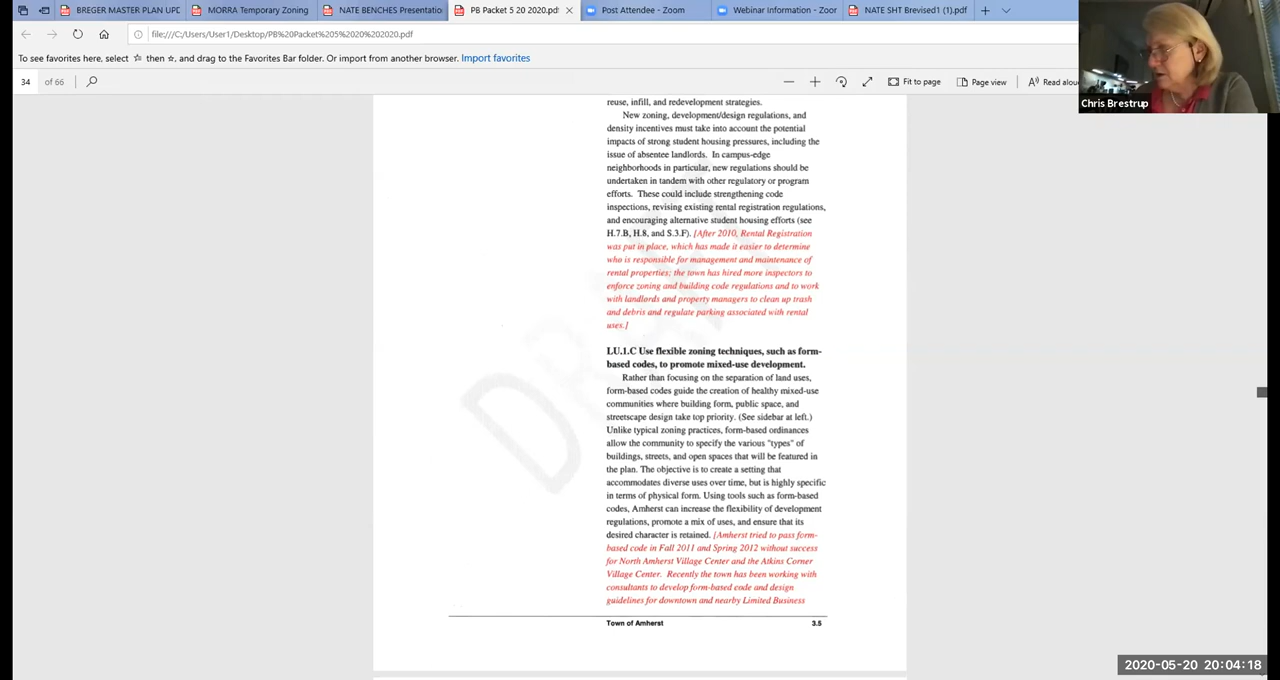 BREGER MASTER PLAN UPD
MORRA Temporary Zoning
NATE BENCHES Presentatio
PB Packet 5 20 2020.pdf
Post Attendee - Zoom
Webinar Information - Zoor
NATE SHT Brevised1 (1).pdf
file:///C:/Users/User1/Desktop/PB%20Packet%205%2020%202020.pdf
To see favorites here, select then ☆, and drag to the Favorites Bar folder. Or import from another browser. Import favorites
34 of 66
Fit to page
Page view
Read alou
Chris Brestrup
reuse, infill, and redevelopment strategies.
New zoning, development/design regulations, and
density incentives must take into account the potential
impacts of strong student housing pressures, including the
issue of absentee landlords. In campus-edge
neighborhoods in particular, new regulations should be
undertaken in tandem with other regulatory or program
efforts. These could include strengthening code
inspections, revising existing rental registration regulations,
and encouraging alternative student housing efforts (see
H.7.B, H.8, and S.3.F). [After 2010, Rental Registration
was put in place, which has made it easier to determine
who is responsible for management and maintenance of
rental properties; the town has hired more inspectors to
enforce zoning and building code regulations and to work
with landlords and property managers to clean up trash
and debris and regulate parking associated with rental
uses.]
LU.1.C Use flexible zoning techniques, such as form-
based codes, to promote mixed-use development.
Rather than focusing on the separation of land uses,
form-based codes guide the creation of healthy mixed-use
communities where building form, public space, and
streetscape design take top priority. (See sidebar at left.)
Unlike typical zoning practices, form-based ordinances
allow the community to specify the various "types" of
buildings, streets, and open spaces that will be featured in
the plan. The objective is to create a setting that
accommodates diverse uses over time, but is highly specific
in terms of physical form. Using tools such as form-based
codes, Amherst can increase the flexibility of development
regulations, promote a mix of uses, and ensure that its
desired character is retained. [Amherst tried to pass form-
based code in Fall 2011 and Spring 2012 without success
for North Amherst Village Center and the Atkins Corner
Village Center. Recently the town has been working with
consultants to develop form-based code and design
guidelines for downtown and nearby Limited Business
Town of Amherst 3.5
2020-05-20 20:04:18